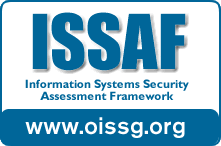 ISSAF
Information Systems Security
Assessment Framework
www.oissg.org